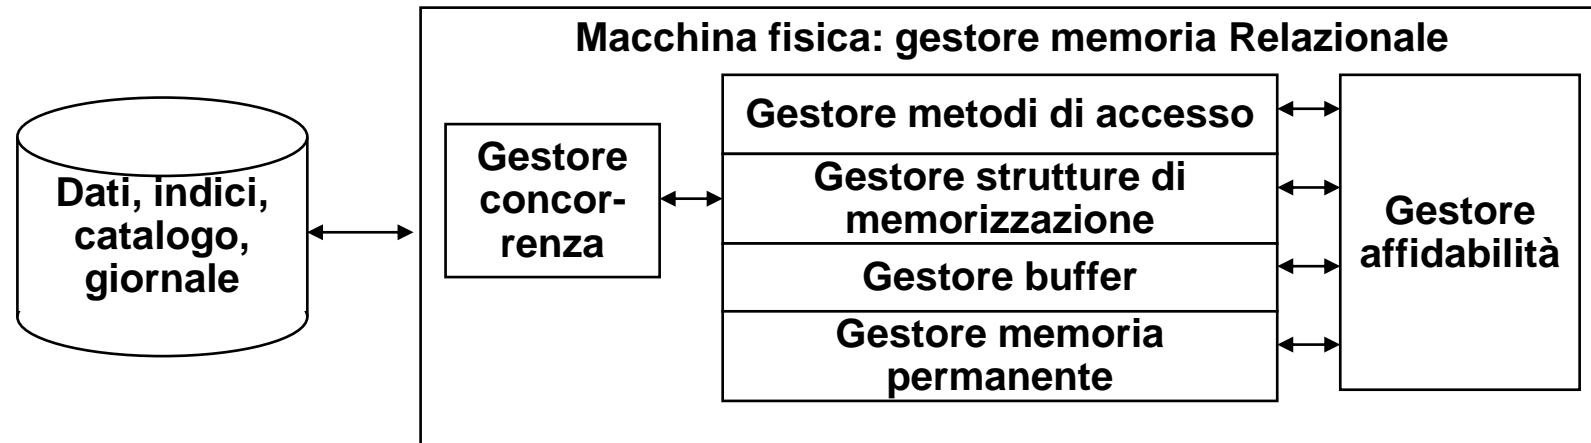 Macchina fisica: gestore memoria Relazionale
Dati, indici,
catalogo,
giornale
Gestore
concor-
renza
Gestore metodi di accesso
Gestore strutture di
memorizzazione
Gestore buffer
Gestore memoria
permanente
Gestore
affidabilità